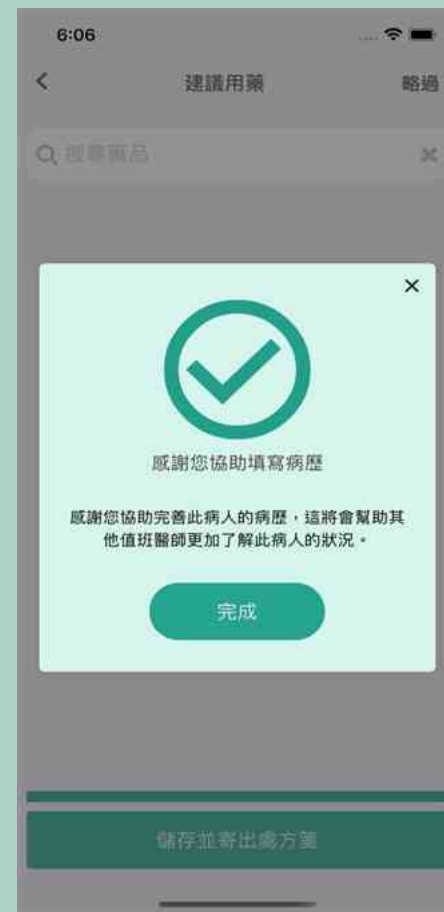 6:06
建議用藥
略過
搜尋藥品
感謝您協助填寫病歷
感謝您協助完善此病人的病歷，這將會幫助其
他值班醫師更加了解此病人的狀況。
完成
儲存並寄出處方箋